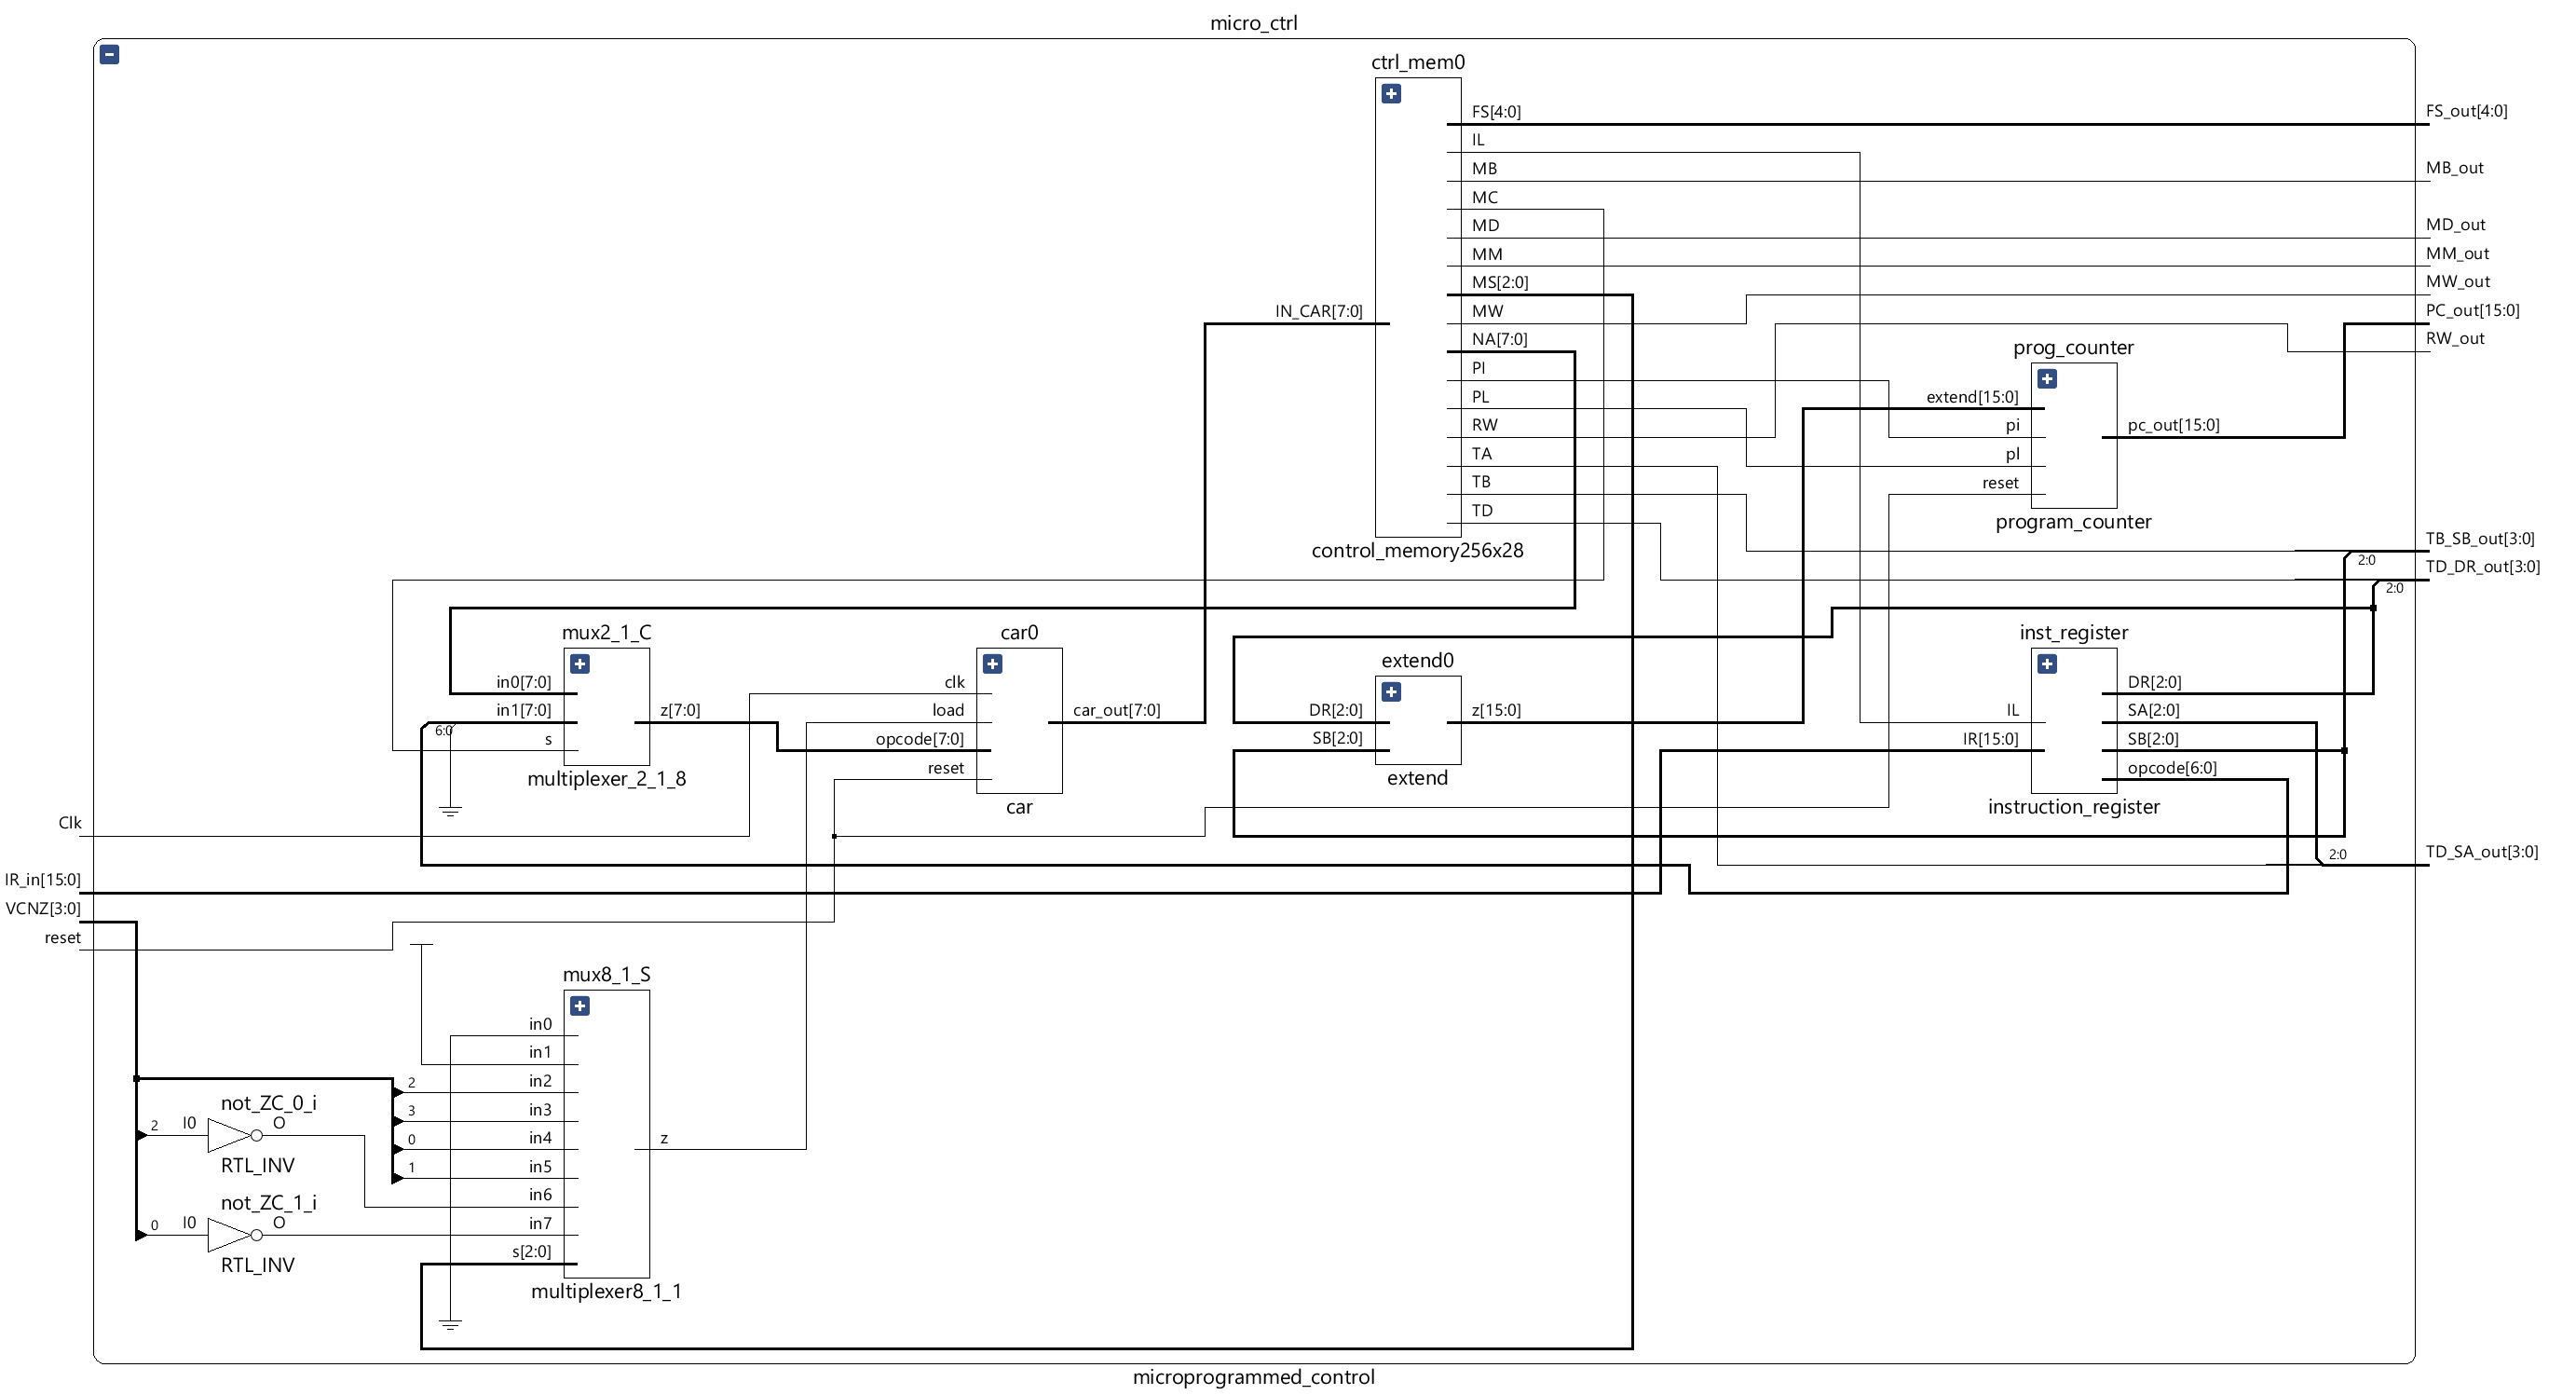 micro_ctrl
ctrl_mem0
FS[4:0]
FS_out[4:0]
IL
MB
MB_out
MC
MD
MD_out
MM
MM_out
MS[2:0]
MW_out
IN_CAR[7:0]
MW
PC_out[15:0]
NA[7:0]
RW_out
prog_counter
PI
PL
extend[15:0]
RW
pi
pc_out[15:0]
TA
pl
TB
reset
TD
program_counter
control_memory256x28
TB_SB_out[3:0]
2:0
TD_DR_out[3:0]
2:0
mux2_1_C
car0
inst_register
extend0
in0[7:0]
clk
DR[2:0]
in1[7:0]
z[7:0]
load
car_out[7:0]
DR[2:0]
z[15:0]
IL
SA[2:0]
6:0
s
opcode[7:0]
SB[2:0]
IR[15:0]
SB[2:0]
reset
opcode[6:0]
multiplexer_2_1_8
extend
car
instruction_register
Clk
2:0
TD_SA_out[3:0]
IR_in[15:0]
VCNZ[3:0]
reset
mux8_1_S
in0
in1
2
in2
not_ZC_0_i
3
in3
2
I0
O
0
in4
z
RTL_INV
1
in5
in6
not_ZC_1_i
0
I0
O
in7
s[2:0]
RTL_INV
multiplexer8_1_1
microprogrammed_control